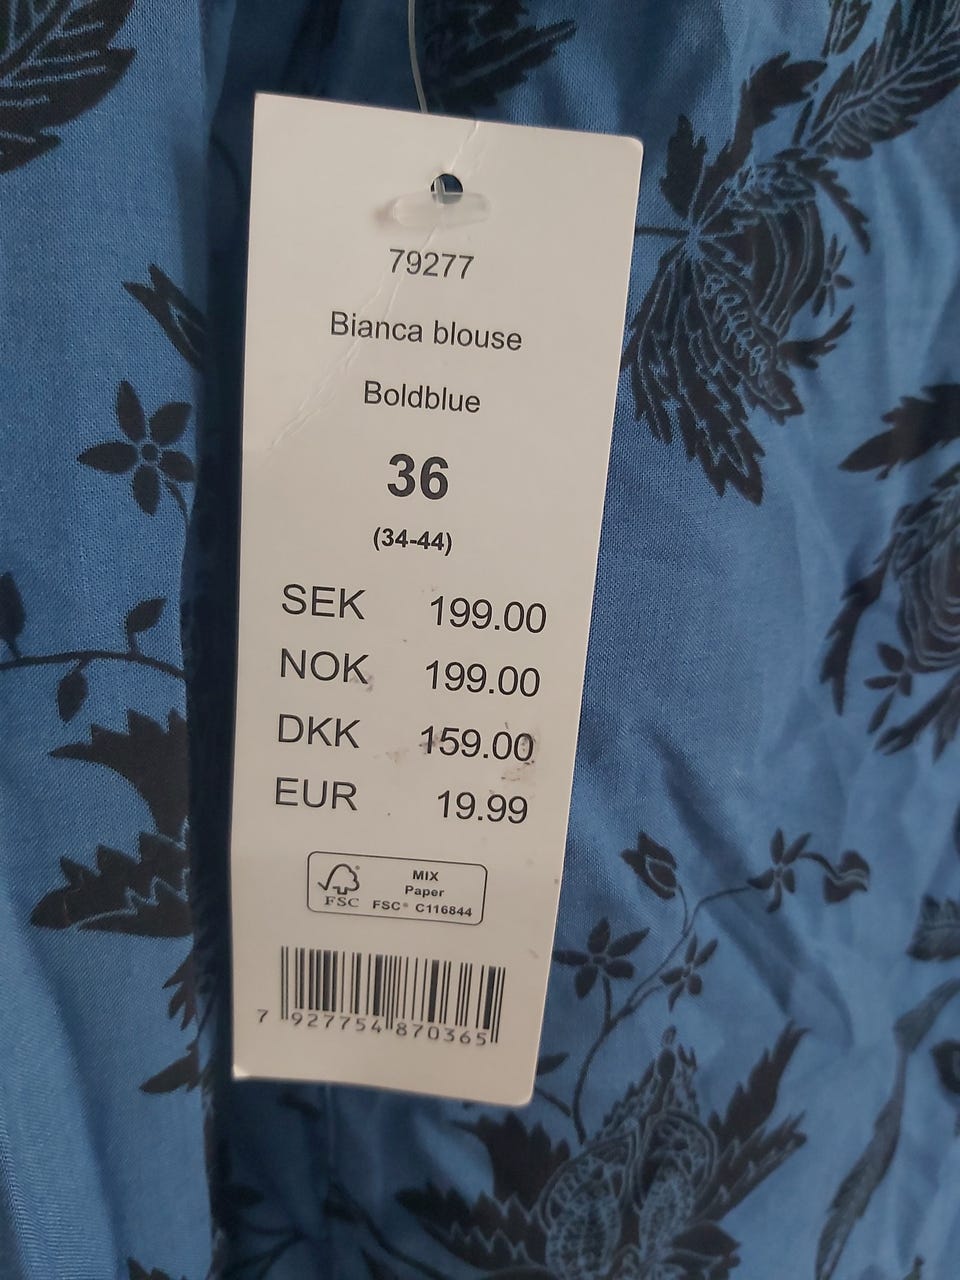 79277
Bianca blouse
Boldblue
36
(34-44)
SEK 199.00
NOK 199.00
DKK 159.00
EUR 19.99
MIX
Paper
FSC FSC® C116844
7 927754 870365